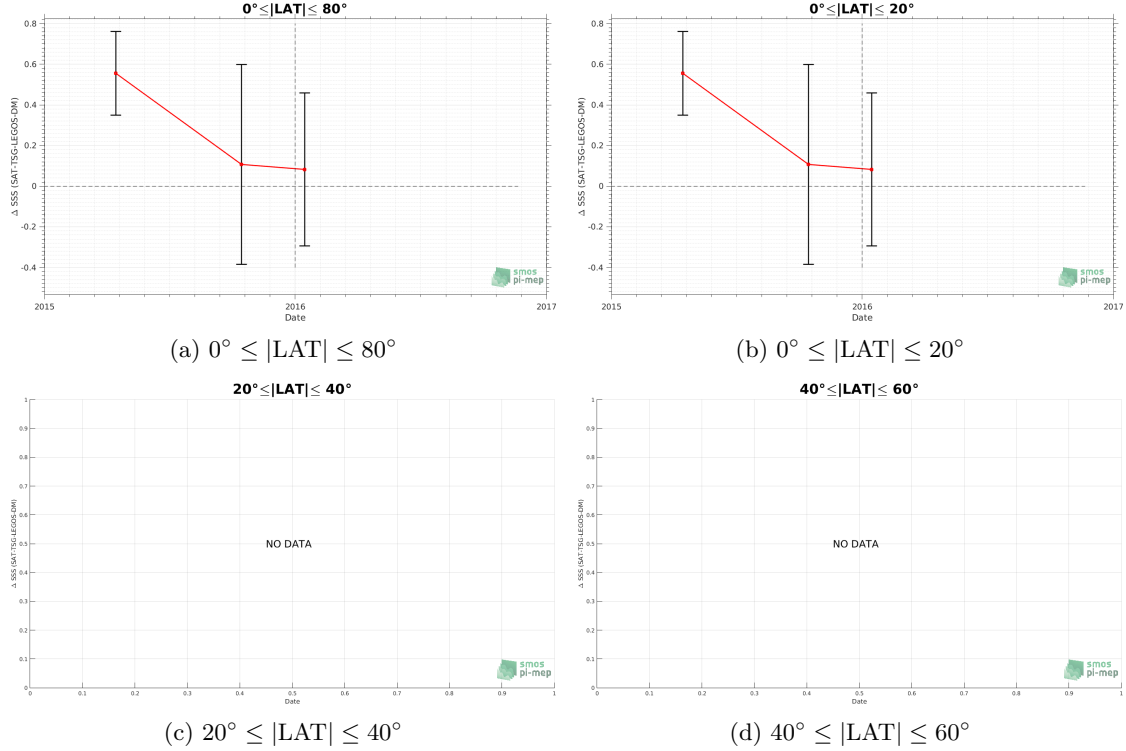 0°≤|LAT|≤ 80°
0.8
0.6
0.4
0.2
0
-0.2
-0.4
Δ SSS (SAT-TSG-LEGOS-DM)
2015
2016
2017
Date
smos
pi-mep
(a) 0° ≤ |LAT| ≤ 80°
0°≤|LAT|≤ 20°
0.8
0.6
0.4
0.2
0
-0.2
-0.4
Δ SSS (SAT-TSG-LEGOS-DM)
2015
2016
2017
Date
smos
pi-mep
(b) 0° ≤ |LAT| ≤ 20°
20°≤|LAT|≤ 40°
1
0.9
0.8
0.7
0.6
0.5
0.4
0.3
0.2
0.1
0
Δ SSS (SAT-TSG-LEGOS-DM)
NO DATA
0 0.1 0.2 0.3 0.4 0.5 0.6 0.7 0.8 0.9 1
Date
smos
pi-mep
(c) 20° ≤ |LAT| ≤ 40°
40°≤|LAT|≤ 60°
1
0.9
0.8
0.7
0.6
0.5
0.4
0.3
0.2
0.1
0
Δ SSS (SAT-TSG-LEGOS-DM)
NO DATA
0 0.1 0.2 0.3 0.4 0.5 0.6 0.7 0.8 0.9 1
Date
smos
pi-mep
(d) 40° ≤ |LAT| ≤ 60°